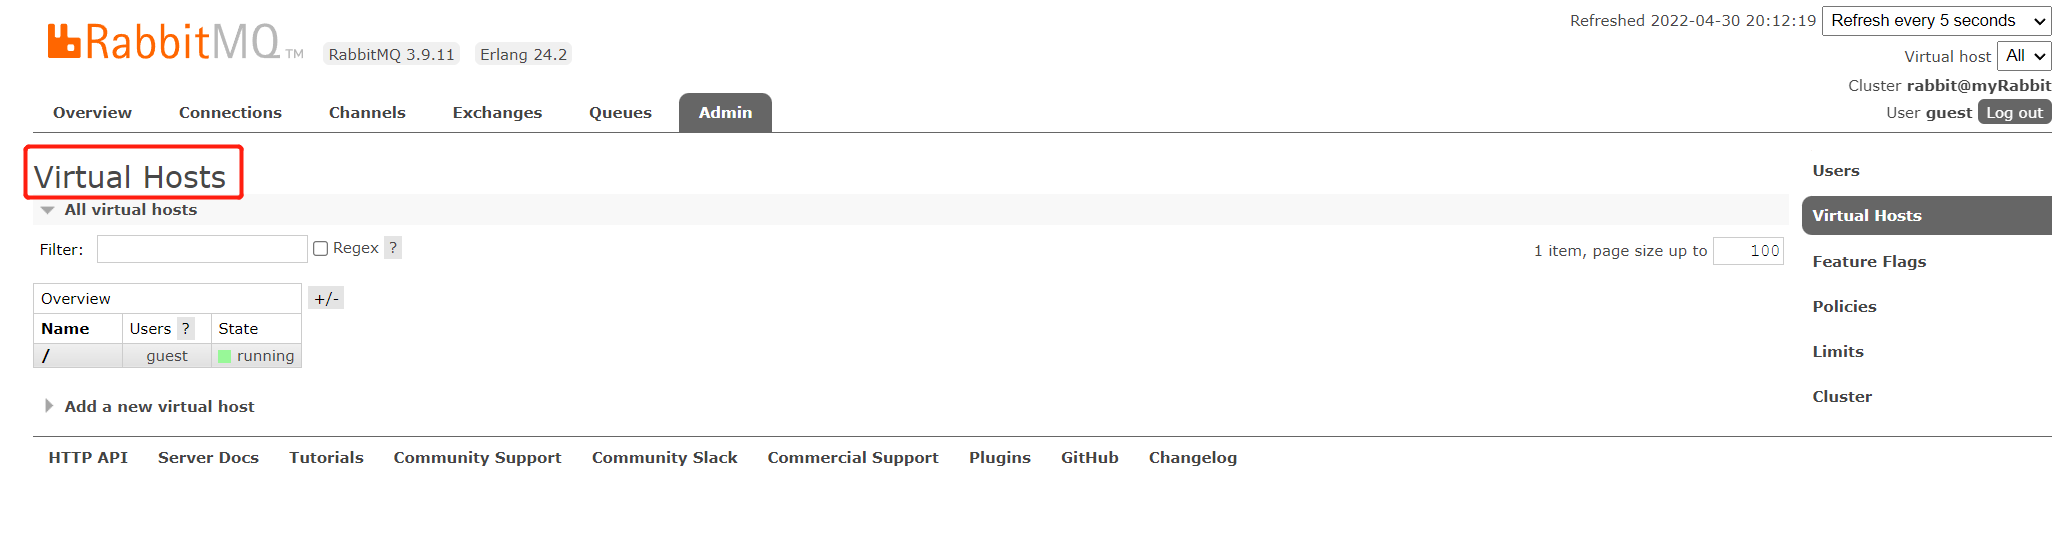 RabbitMQ TM RabbitMQ 3.9.11 Erlang 24.2
Refreshed 2022-04-30 20:12:19 Refresh every 5 seconds
Virtual host All
Cluster rabbit@myRabbit
User guest Log out
Overview Connections Channels Exchanges Queues Admin
Virtual Hosts
All virtual hosts
Filter: Regex ? 1 item, page size up to 100
Overview +/-
Name Users ? State
/ guest running
Add a new virtual host
Users
Virtual Hosts
Feature Flags
Policies
Limits
Cluster
HTTP API Server Docs Tutorials Community Support Community Slack Commercial Support Plugins GitHub Changelog